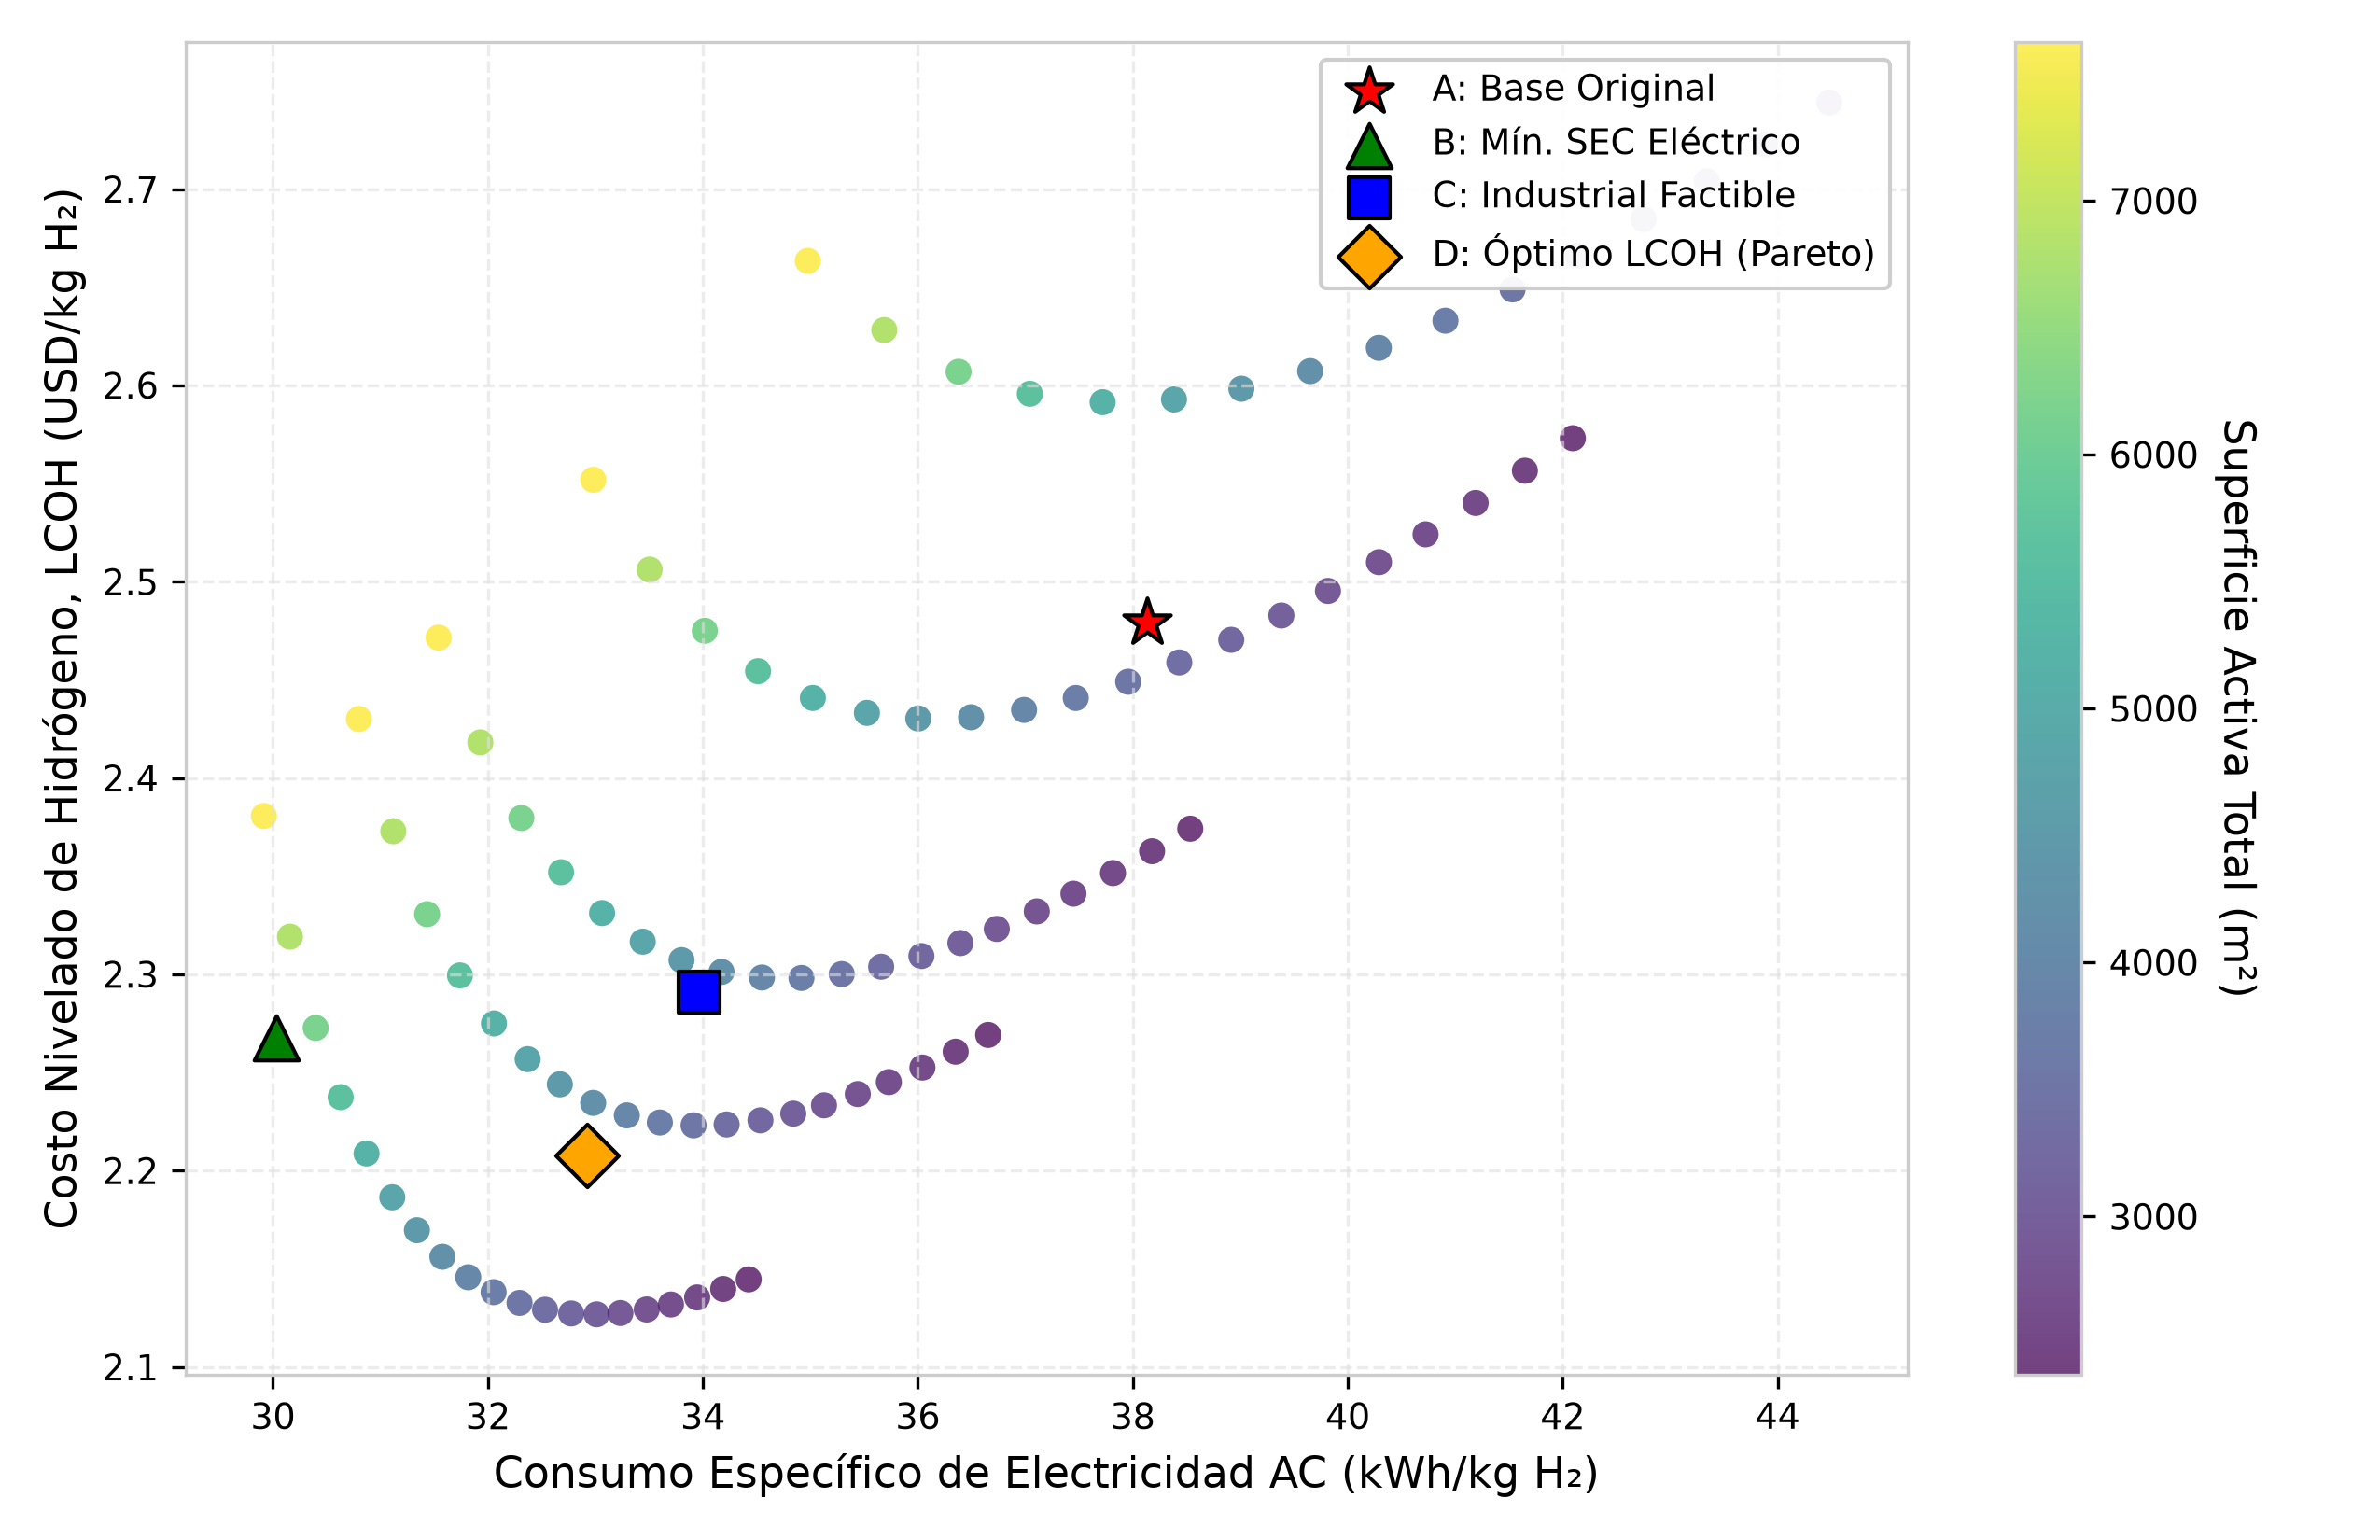 A: Base Original
B: Mín. SEC Eléctrico
C: Industrial Factible
D: Óptimo LCOH (Pareto)
Costo Nivelado de Hidrógeno, LCOH (USD/kg H₂)
2.7
2.6
2.5
2.4
2.3
2.2
2.1
30 32 34 36 38 40 42 44
Consumo Específico de Electricidad AC (kWh/kg H₂)
7000
6000
5000
4000
3000
Superficie Activa Total (m²)